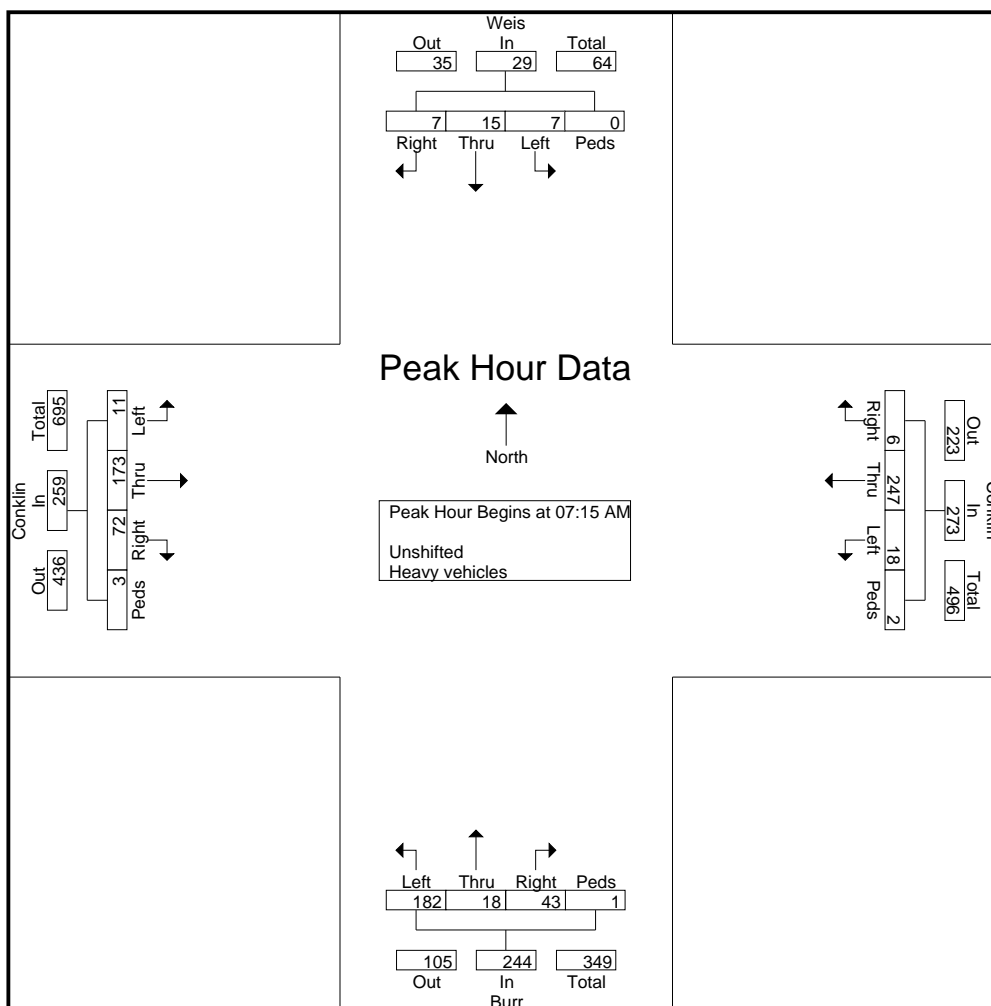 Weis
Out In Total
35 29 64
7 15 7 0
Right Thru Left Peds
Peak Hour Data
North
Peak Hour Begins at 07:15 AM
Unshifted
Heavy vehicles
Conklin
Total In Out
695 259 436
11 173 72 3
Left Thru Right Peds
Conklin
Out In Total
223 273 496
6 247 18 2
Right Thru Left Peds
Left Thru Right Peds
182 18 43 1
105 244 349
Out In Total
Burr